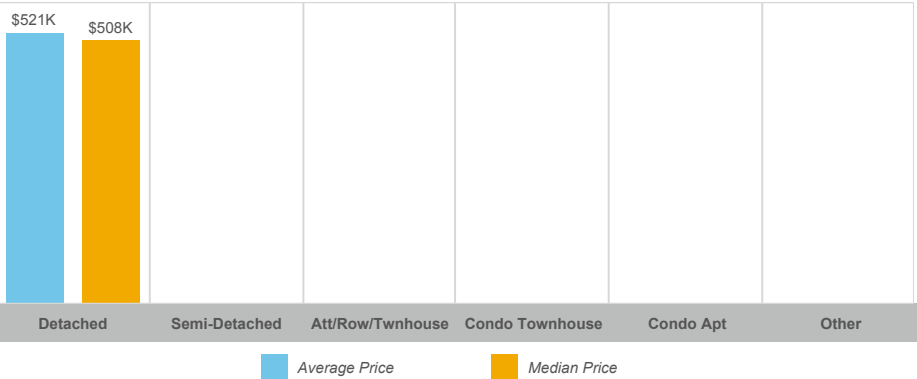 $521K
$508K
Detached Semi-Detached Att/Row/Twnhouse Condo Townhouse Condo Apt Other
Average Price Median Price